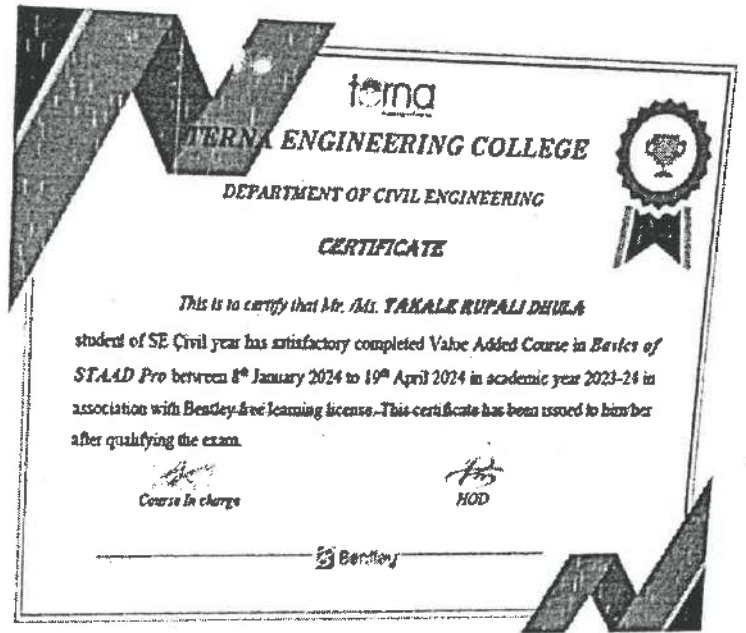 terna
TERNA ENGINEERING COLLEGE
DEPARTMENT OF CIVIL ENGINEERING
CERTIFICATE
This is to certify that Mr. /Ms. TAKALE RUPALI DHULA
student of SE Civil year has satisfactory completed Value Added Course in Basics of
STAAD Pro between 8th January 2024 to 19th April 2024 in academic year 2023-24 in
association with Bentley free learning license. This certificate has been issued to him/her
after qualifying the exam.
Course In charge
HOD
Bentley